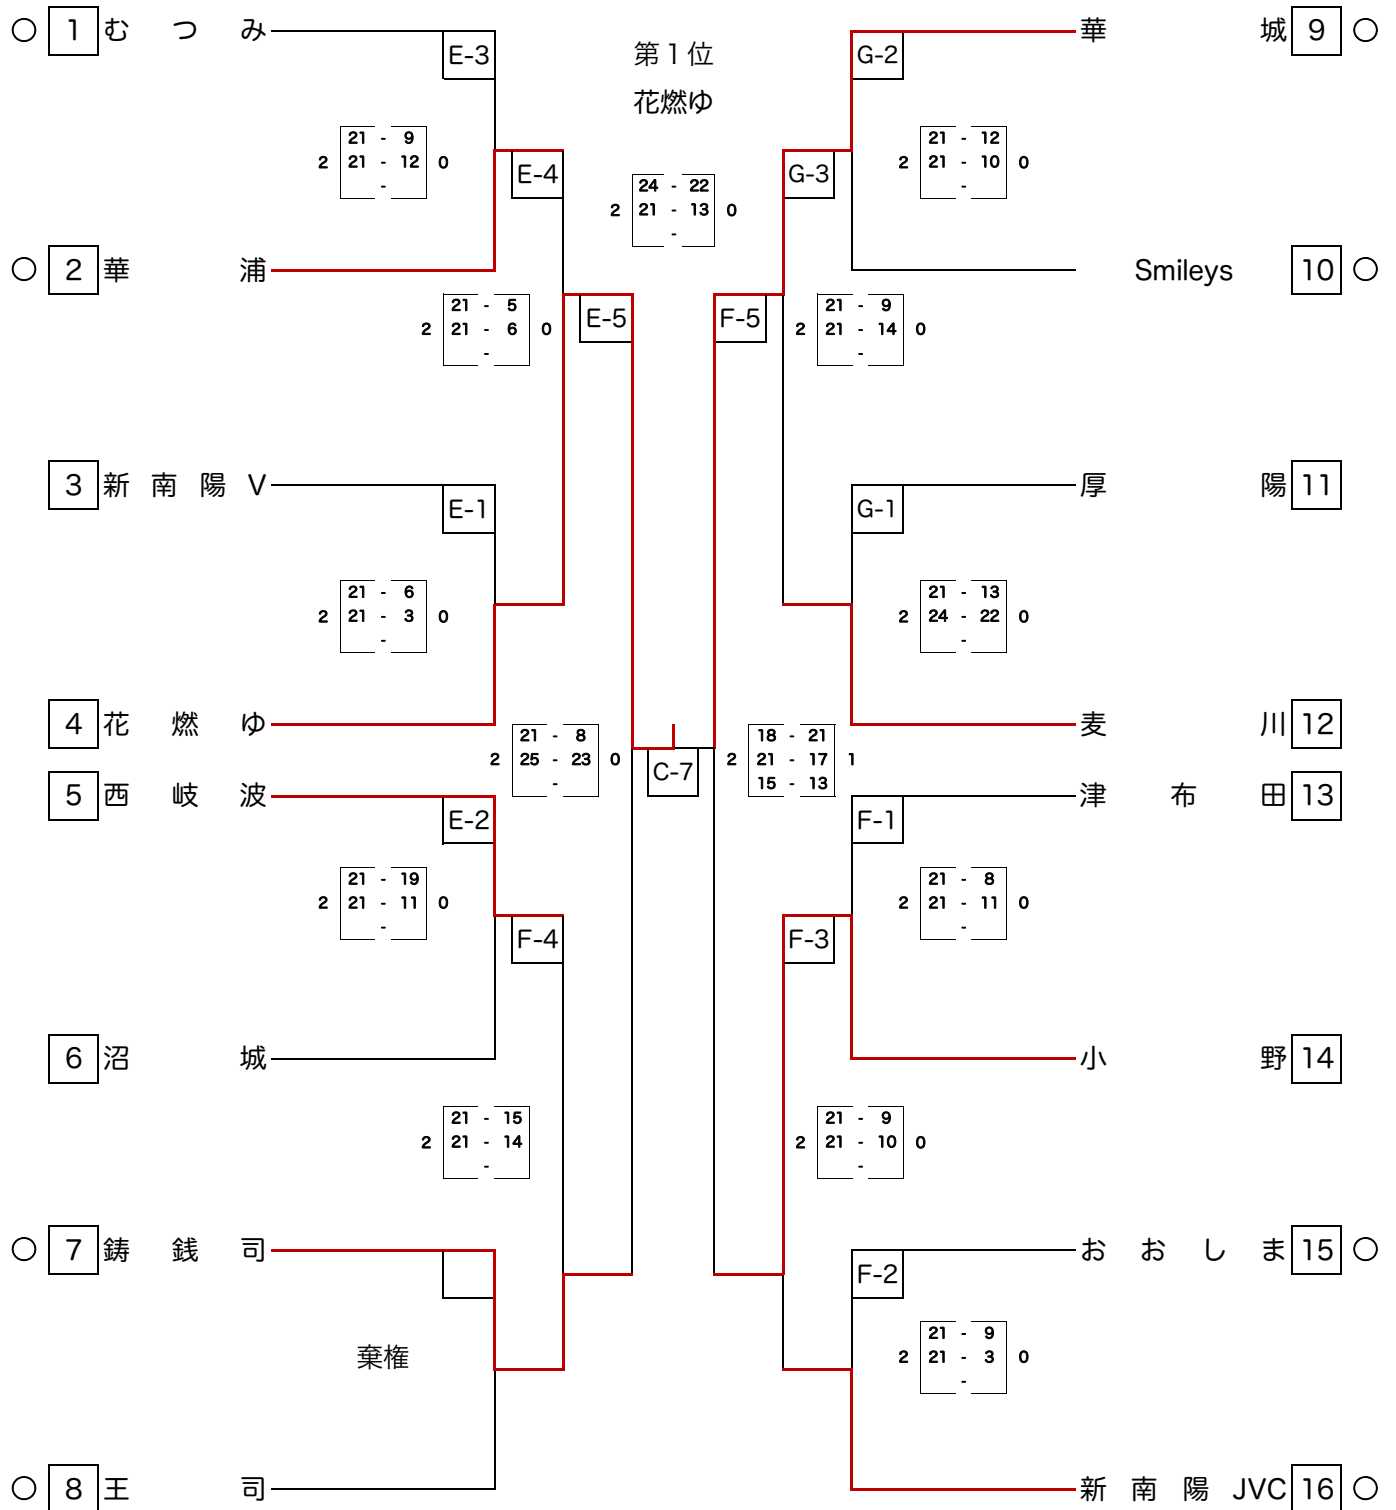 ○ 1 むつみ 華城 9 ○
E-3 第１位 G-2
花燃ゆ
21 - 9 21 - 12
2 21 - 12 0 2 21 - 10 0
- -
E-4 G-3
24 - 22
2 21 - 13 0
-
○ 2 華浦 Smileys 10 ○
21 - 5 E-5 F-5 21 - 9
2 21 - 6 0 2 21 - 14 0
- -
3 新南陽V 厚陽 11
E-1 G-1
21 - 6 21 - 13
2 21 - 3 0 2 24 - 22 0
- -
4 花燃ゆ 麦川 12
21 - 8 18 - 21
2 25 - 23 0 C-7 2 21 - 17 1
- 15 - 13
5 西岐波 津布田 13
E-2 F-1
21 - 19 21 - 8
2 21 - 11 0 2 21 - 11 0
- -
F-4 F-3
6 沼城 小野 14
21 - 15 21 - 9
2 21 - 14 2 21 - 10 0
- -
○ 7 鋳銭司 おおしま 15 ○
F-2
21 - 9
棄権 2 21 - 3 0
-
○ 8 王司 新南陽JVC 16 ○